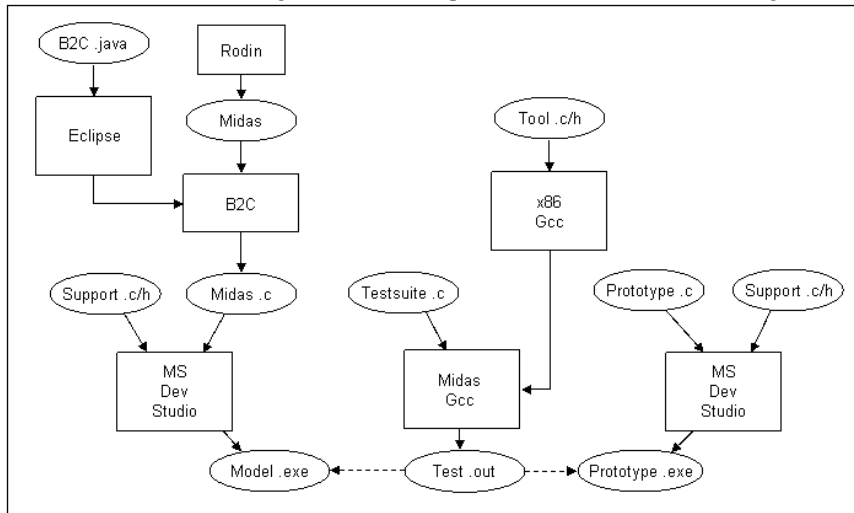 B2C .java
Rodin
Eclipse
Midas
Tool .c/h
B2C
x86
Gcc
Support .c/h
Midas .c
Testsuite .c
Prototype .c
Support .c/h
MS
Dev
Studio
Midas
Gcc
MS
Dev
Studio
Model .exe
Test .out
Prototype .exe